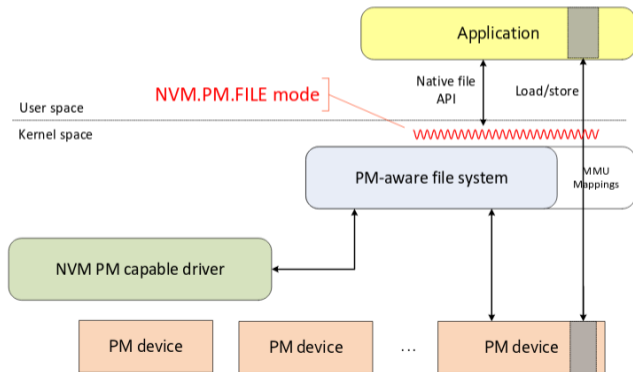 Application
NVM.PM.FILE mode
Native file
API
Load/store
User space
Kernel space
PM-aware file system
MMU
Mappings
NVM PM capable driver
PM device
PM device
...
PM device